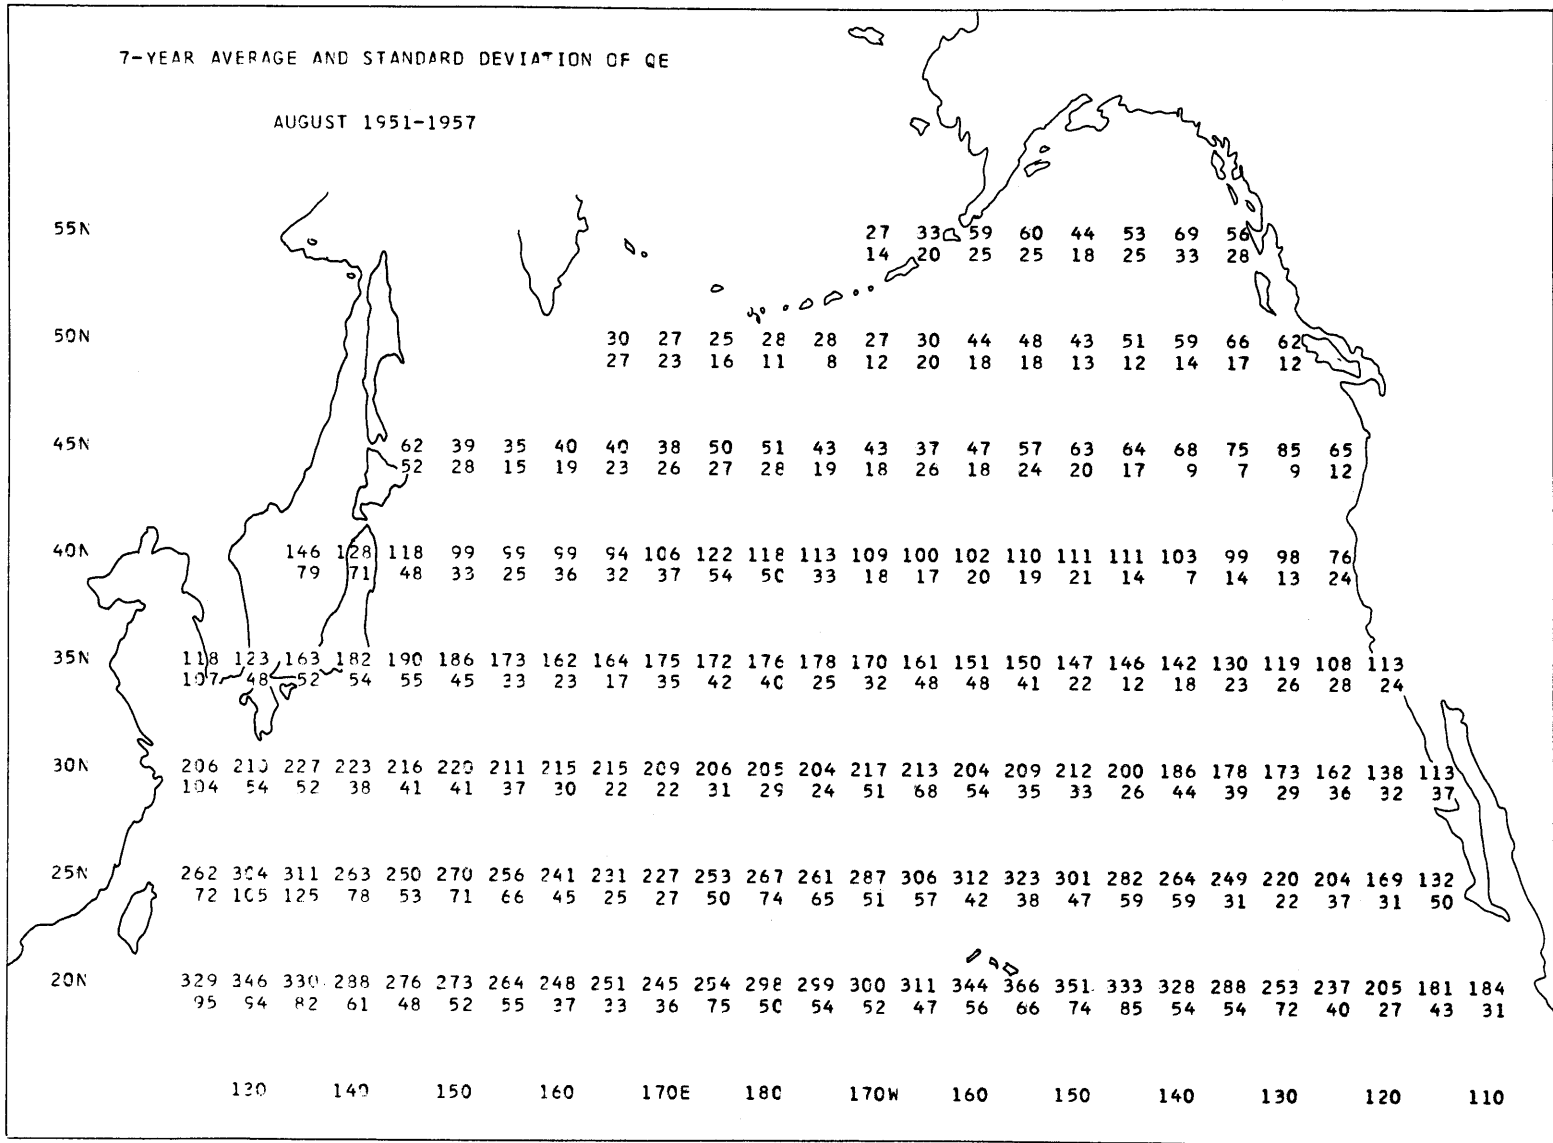 7-YEAR AVERAGE AND STANDARD DEVIATION OF QE
AUGUST 1951-1957
55N 27 33 59 60 44 53 69 56
14 20 25 25 18 25 33 28
50N 30 27 25 28 28 27 30 44 48 43 51 59 66 62
27 23 16 11 8 12 20 18 18 13 12 14 17 12
45N 62 39 35 40 40 38 50 51 43 43 37 47 57 63 64 68 75 85 65
52 28 15 19 23 26 27 28 19 18 26 18 24 20 17 9 7 9 12
40N 146 128 118 99 99 99 94 106 122 118 113 109 100 102 110 111 111 103 99 98 76
79 71 48 33 25 36 32 37 54 50 33 18 17 20 19 21 14 7 14 13 24
35N 118 123 163 182 190 186 173 162 164 175 172 176 178 170 161 151 150 147 146 142 130 119 108 113
107 48 52 54 55 45 33 23 17 35 42 40 25 32 48 48 41 22 12 18 23 26 28 24
30N 206 210 227 223 216 220 211 215 215 209 206 205 204 217 213 204 209 212 200 186 178 173 162 138 113
104 54 52 38 41 41 37 30 22 22 31 29 24 51 68 54 35 33 26 44 39 29 36 32 37
25N 262 304 311 263 250 270 256 241 231 227 253 267 261 287 306 312 323 301 282 264 249 220 204 169 132
72 105 125 78 53 71 66 45 25 27 50 74 65 51 57 42 38 47 59 59 31 22 37 31 50
20N 329 346 330 288 276 273 264 248 251 245 254 298 299 300 311 344 366 351 333 328 288 253 237 205 181 184
95 94 82 61 48 52 55 37 33 36 75 50 54 52 47 56 66 74 85 54 54 72 40 27 43 31
130 140 150 160 170E 180 170W 160 150 140 130 120 110